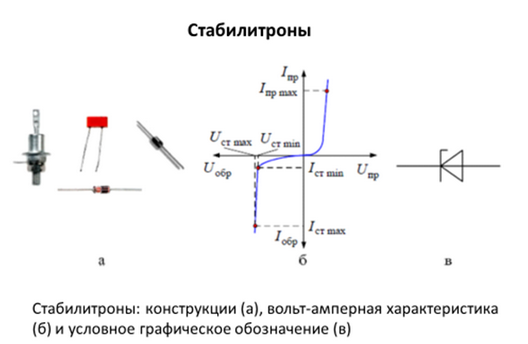 Стабилитроны
Iпр
Iпр max
Uст max Uст min
Uобр Iст min Uпр
Iст max
Iобр
а б в
Стабилитроны: конструкции (а), вольт-амперная характеристика
(б) и условное графическое обозначение (в)